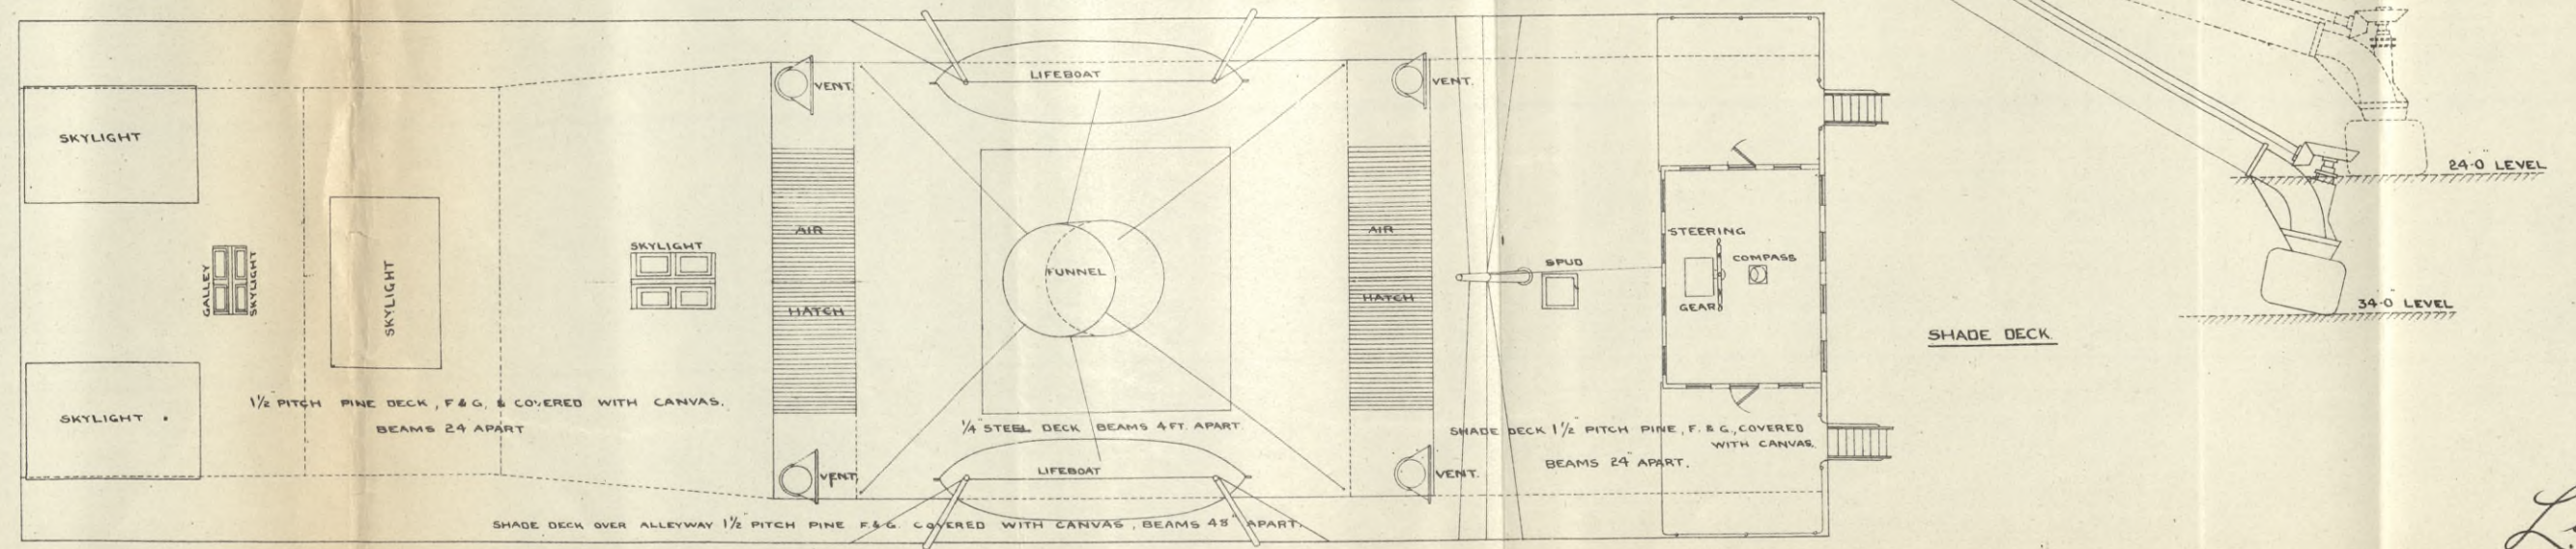 SKYLIGHT
GALLEY
SKYLIGHT
SKYLIGHT
SKYLIGHT
SKYLIGHT
1½" PITCH PINE DECK, F & G, & COVERED WITH CANVAS.
BEAMS 24 APART
VENT.
AIR
HATCH
VENT.
LIFEBOAT
FUNNEL
¼" STEEL DECK BEAMS 4 FT. APART.
LIFEBOAT
SHADE DECK OVER ALLEYWAY 1½" PITCH PINE F & G. COVERED WITH CANVAS, BEAMS 48" APART.
VENT.
AIR
HATCH
VENT.
SPUD
STEERING
GEAR
COMPASS
SHADE DECK 1½" PITCH PINE, F. & G., COVERED
WITH CANVAS.
BEAMS 24" APART.
24-0" LEVEL
34-0" LEVEL
SHADE DECK.